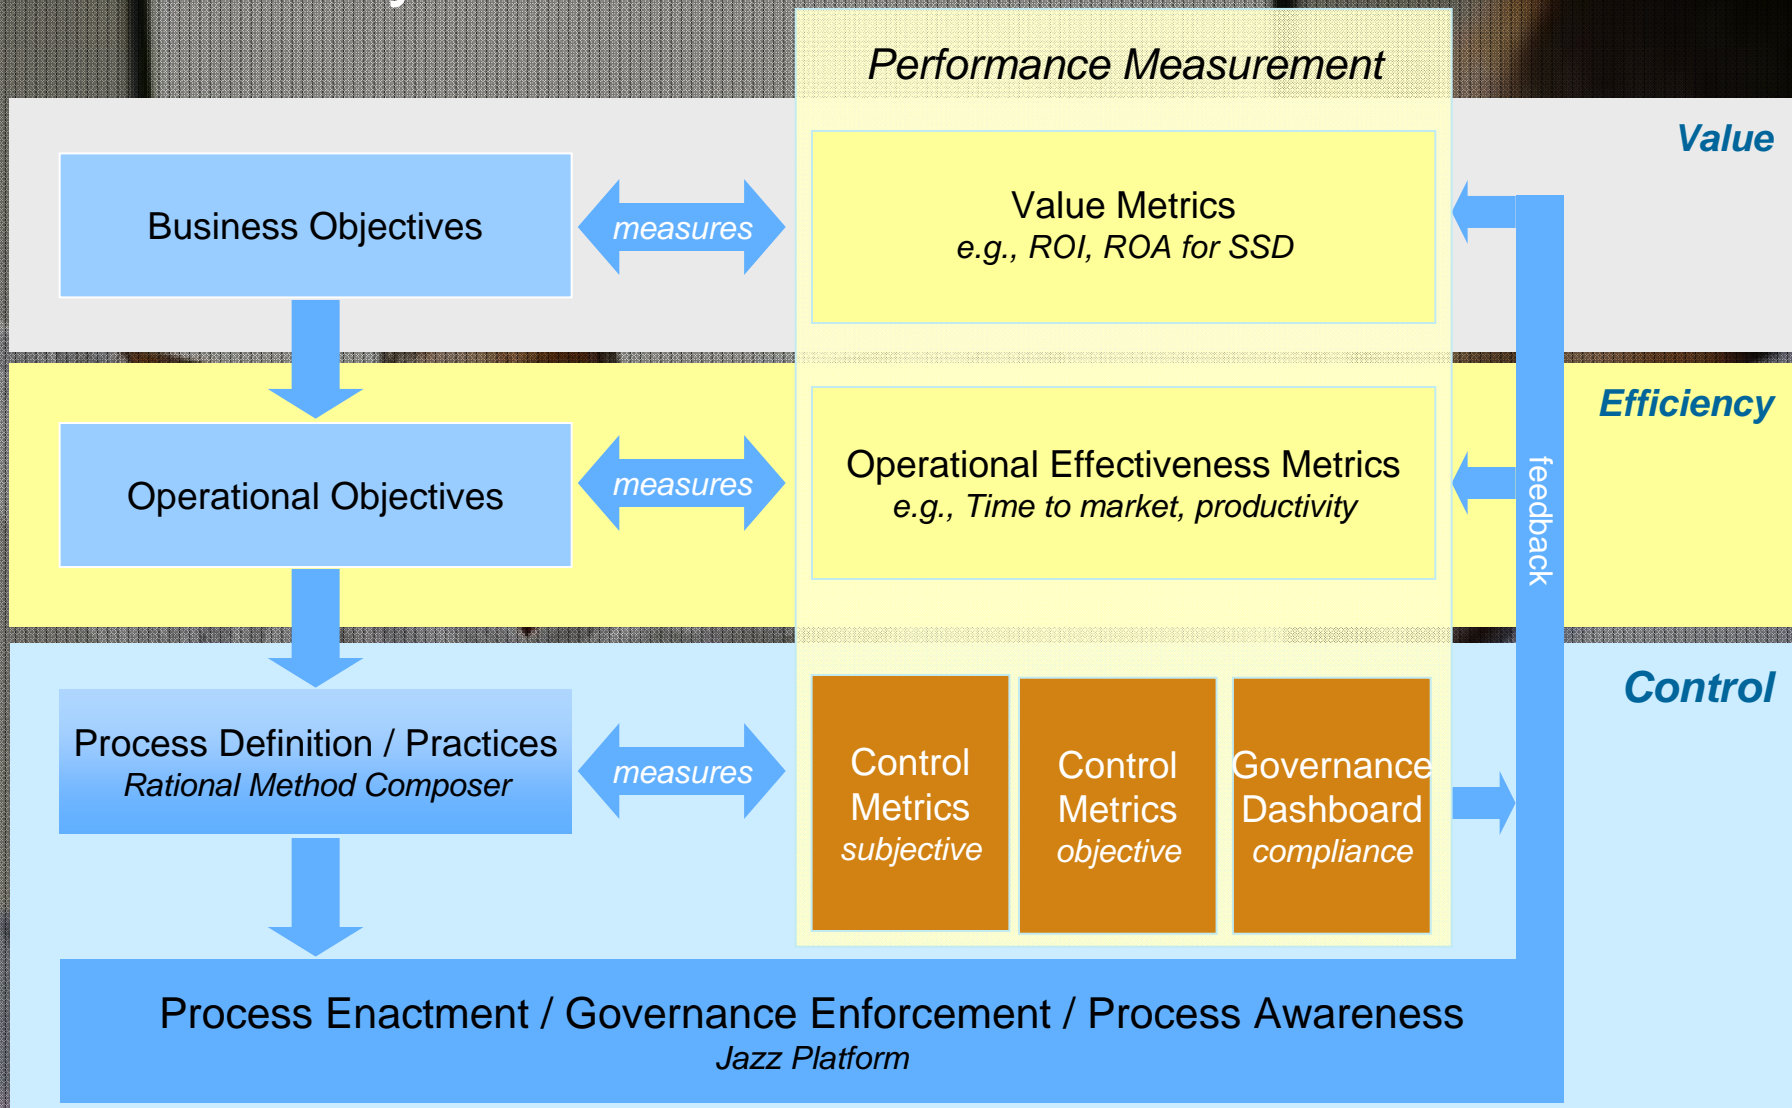 Performance Measurement
Value
Business Objectives
measures
Value Metrics
e.g., ROI, ROA for SSD
Efficiency
Operational Objectives
measures
Operational Effectiveness Metrics
e.g., Time to market, productivity
feedback
Control
Process Definition / Practices
Rational Method Composer
measures
Control
Metrics
subjective
Control
Metrics
objective
Governance
Dashboard
compliance
Process Enactment / Governance Enforcement / Process Awareness
Jazz Platform